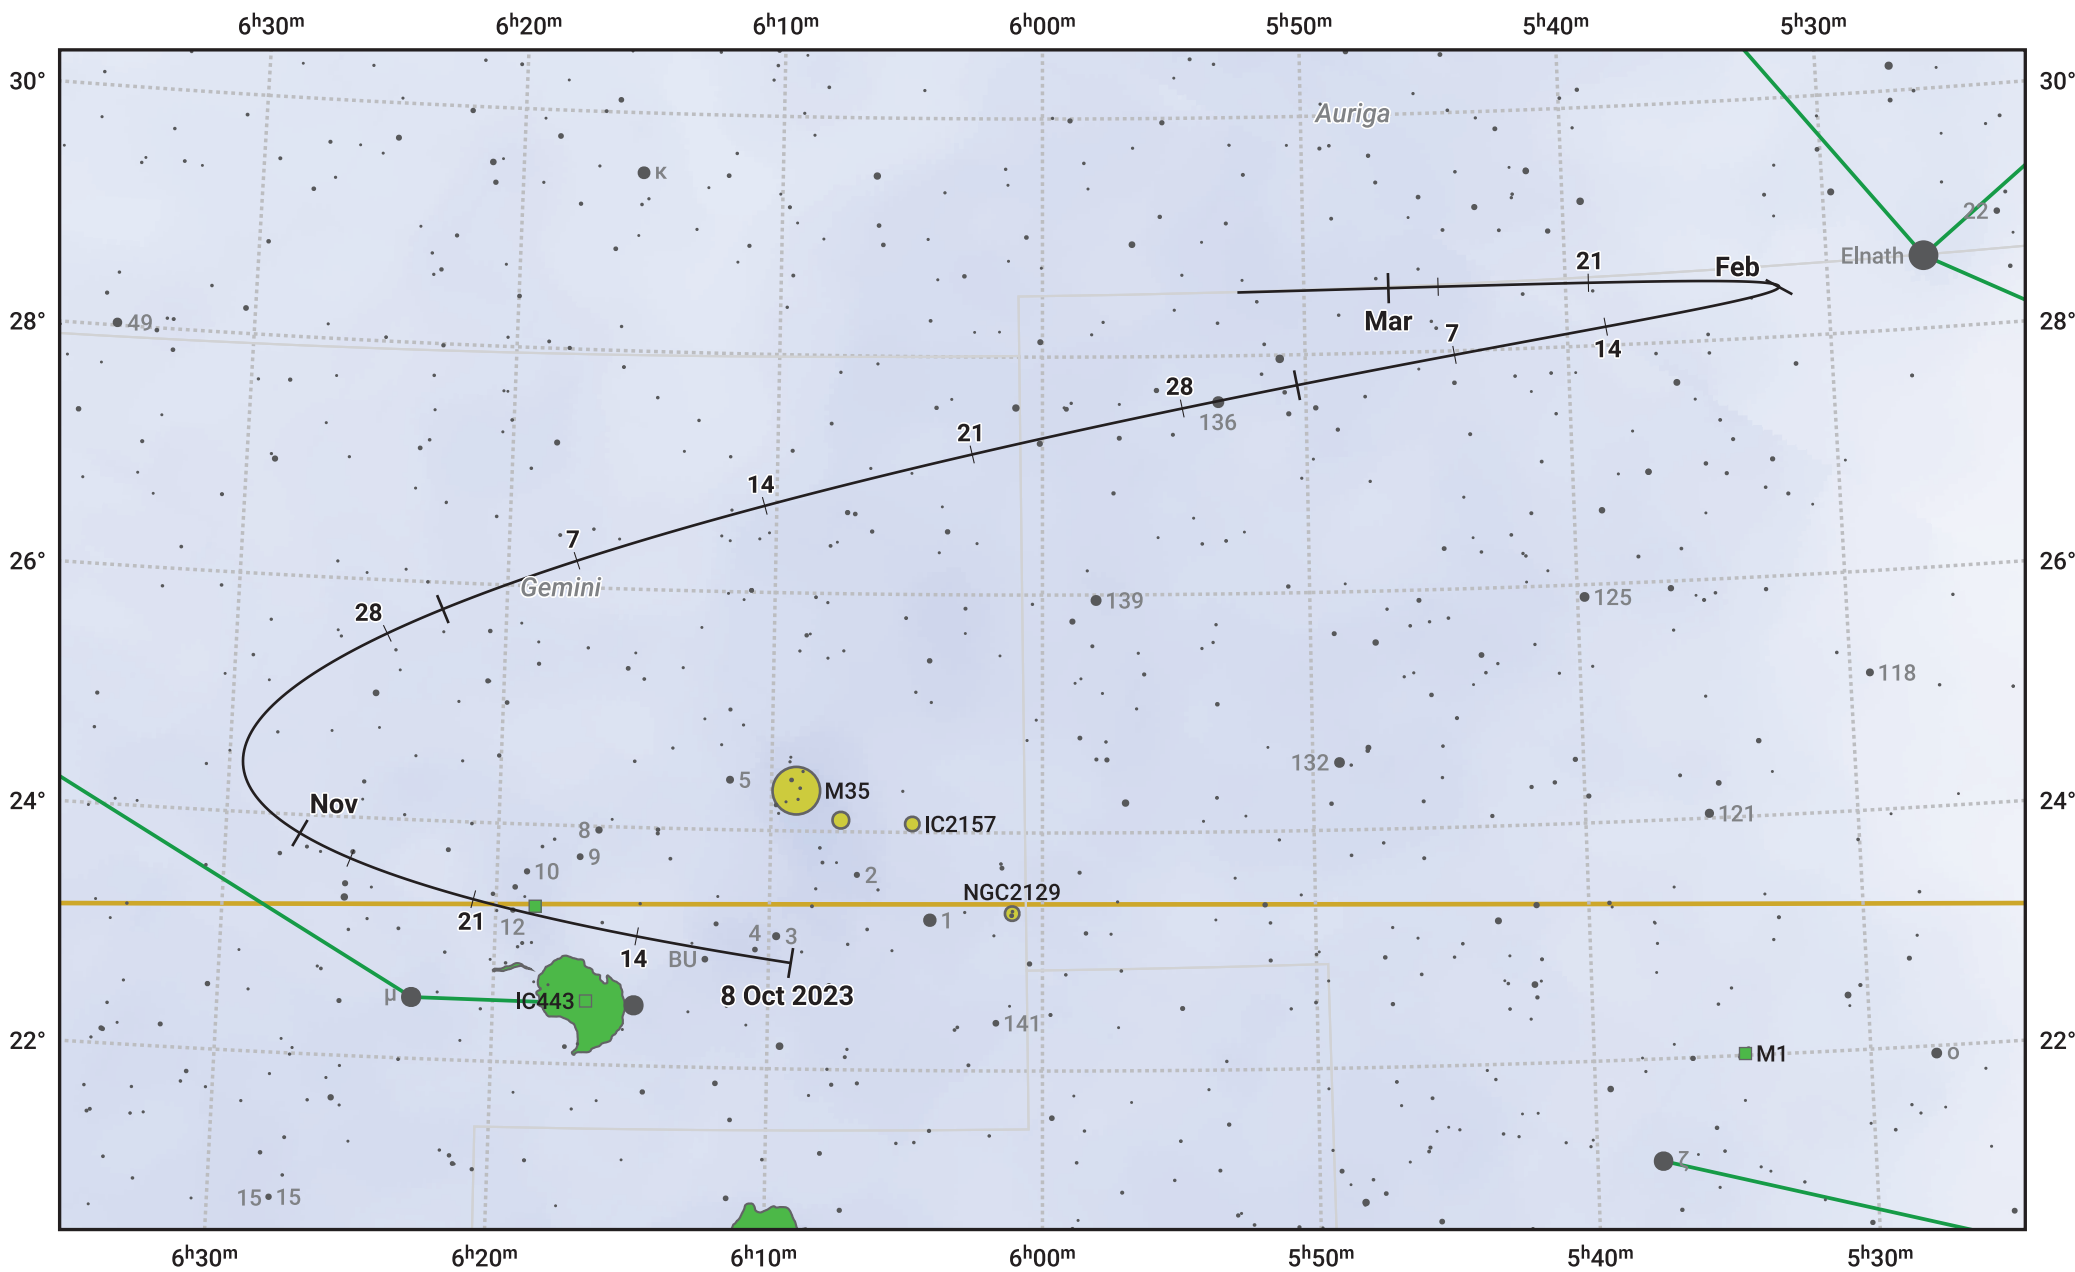 6h30m 6h20m 6h10m 6h00m 5h50m 5h40m 5h30m
30° 30°
Auriga
K
22
Elnath
Feb
21
49
28° 28°
Mar
7
14
28
136
21
14
7
26° 26°
Gemini
139
125
28
118
132
5
M35
Nov
24° 24°
121
IC2157
8
9
10
2
NGC2129
21
12
1
4 3
14
BU
8 Oct 2023
μ
IC443
141
22° 22°
M1
o
ζ
15 15
6h30m 6h20m 6h10m 6h00m 5h50m 5h40m 5h30m